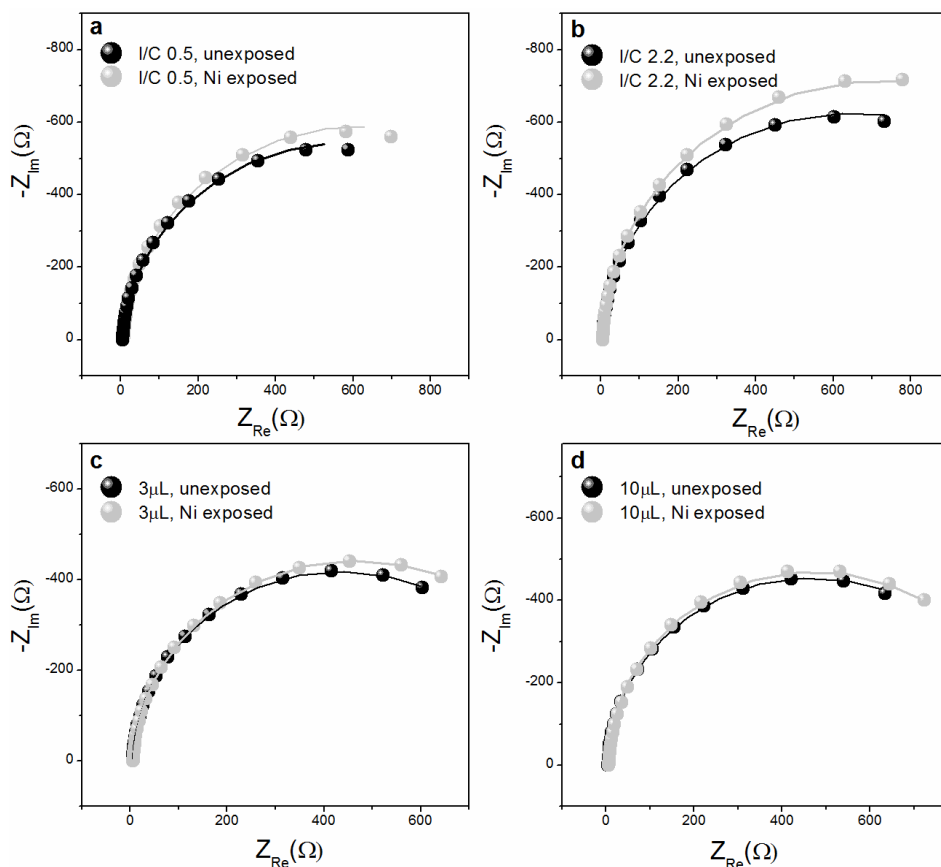 a
I/C 0.5, unexposed
I/C 0.5, Ni exposed
-800
-600
-400
-200
0
-Z_Im(Ω)
0 200 400 600 800
Z_Re(Ω)
b
I/C 2.2, unexposed
I/C 2.2, Ni exposed
-800
-600
-400
-200
0
-Z_Im(Ω)
0 200 400 600 800
Z_Re(Ω)
c
3μL, unexposed
3μL, Ni exposed
-600
-400
-200
0
-Z_Im(Ω)
0 200 400 600
Z_Re(Ω)
d
10μL, unexposed
10μL, Ni exposed
-600
-400
-200
0
-Z_Im(Ω)
0 200 400 600
Z_Re(Ω)